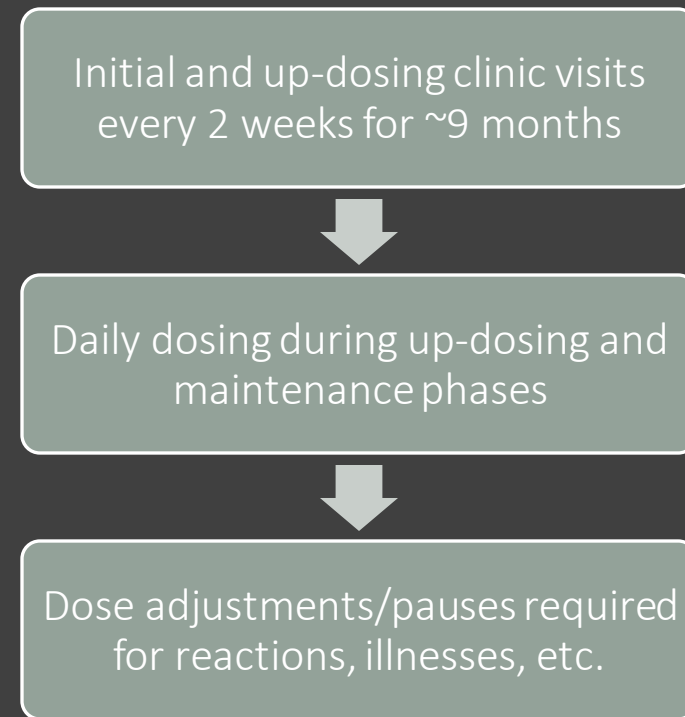 Initial and up-dosing clinic visits
every 2 weeks for ~9 months
Daily dosing during up-dosing and
maintenance phases
Dose adjustments/pauses required
for reactions, illnesses, etc.